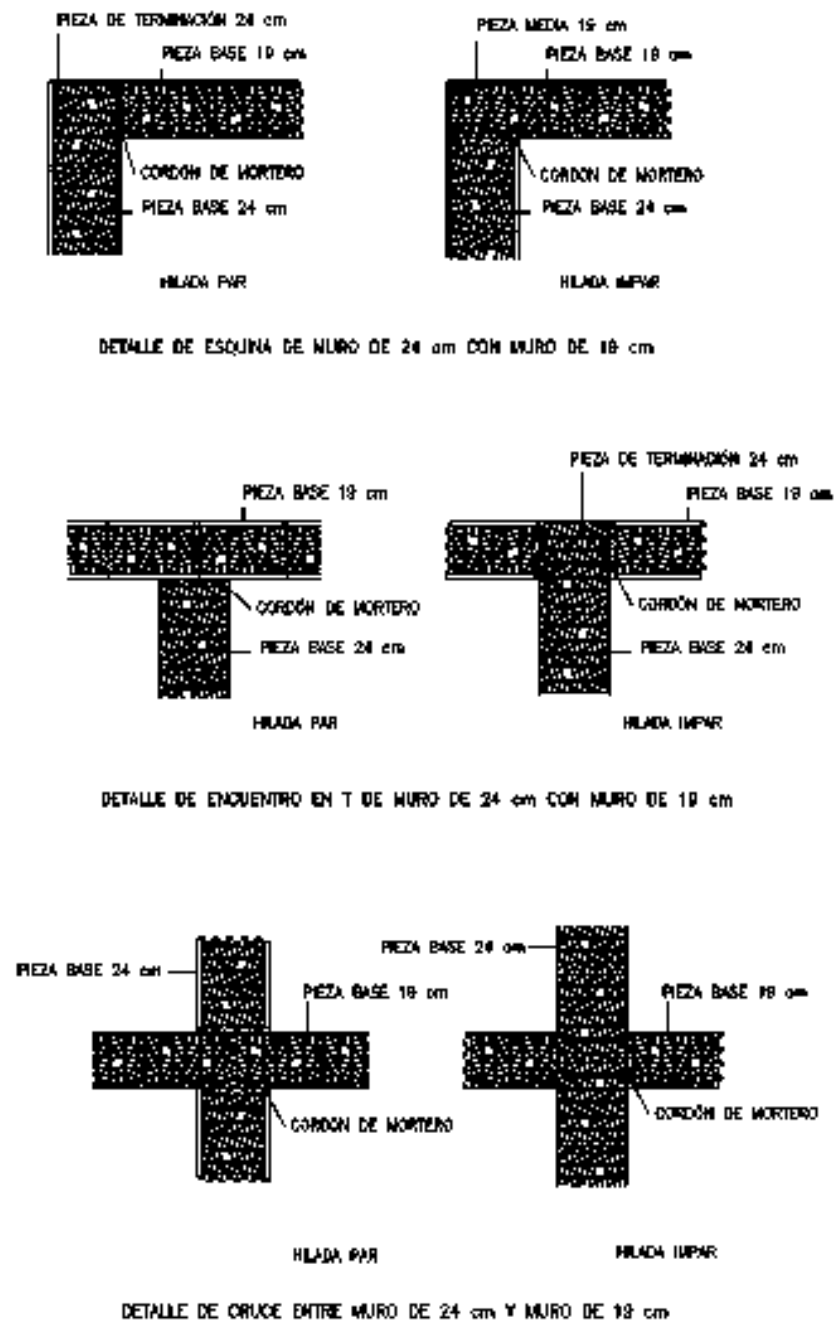 PIEZA DE TERMINACIÓN 24 cm
PIEZA BASE 19 cm
CORDÓN DE MORTERO
PIEZA BASE 24 cm
HILADA PAR
PIEZA MEDIA 19 cm
PIEZA BASE 19 cm
CORDON DE MORTERO
PIEZA BASE 24 cm
HILADA IMPAR
DETALLE DE ESQUINA DE MURO DE 24 cm CON MURO DE 19 cm
PIEZA BASE 19 cm
CORDÓN DE MORTERO
PIEZA BASE 24 cm
HILADA PAR
PIEZA DE TERMINACIÓN 24 cm
PIEZA BASE 19 cm
CORDÓN DE MORTERO
PIEZA BASE 24 cm
HILADA IMPAR
DETALLE DE ENCUENTRO EN T DE MURO DE 24 cm CON MURO DE 19 cm
PIEZA BASE 24 cm
PIEZA BASE 19 cm
CORDON DE MORTERO
HILADA PAR
PIEZA BASE 24 cm
PIEZA BASE 19 cm
CORDÓN DE MORTERO
HILADA IMPAR
DETALLE DE CRUCE ENTRE MURO DE 24 cm Y MURO DE 19 cm